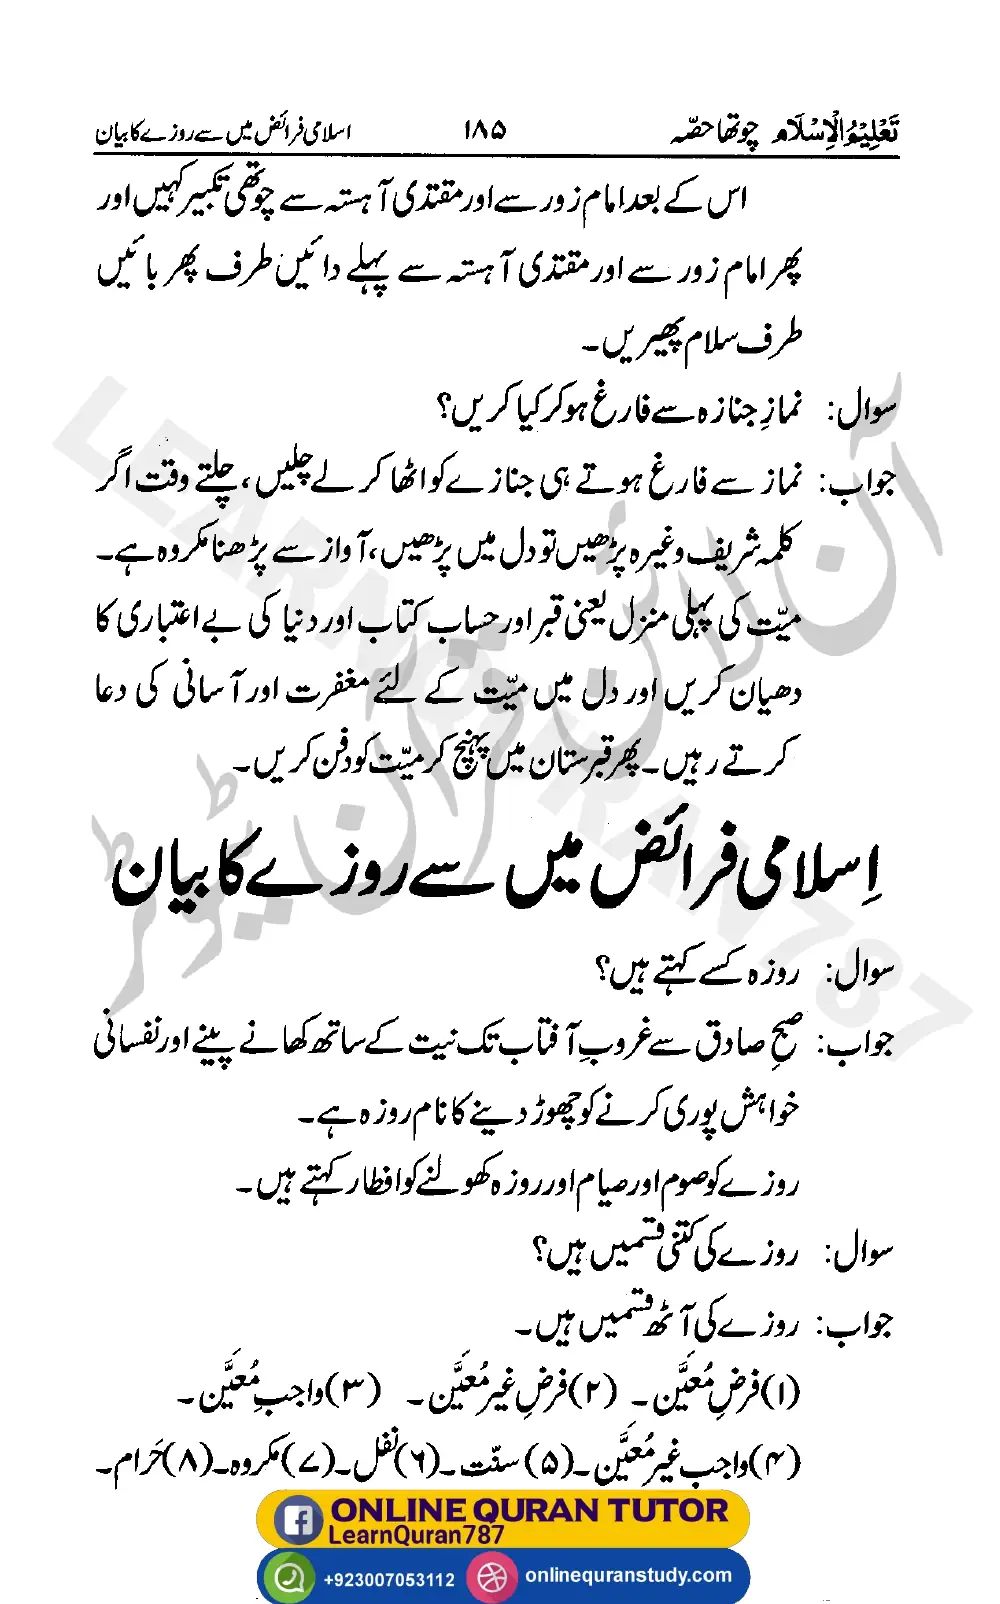 تَعْلِیْمُ الْاِسْلَام چوتھا حصّہ ۱۸۵ اسلامی فرائض میں سے روزے کا بیان
اس کے بعد امام زور سے اور مقتدی آہستہ سے چوتھی تکبیر کہیں اور
پھر امام زور سے اور مقتدی آہستہ سے پہلے دائیں طرف پھر بائیں
طرف سلام پھیریں۔
سوال: نمازِ جنازہ سے فارغ ہو کر کیا کریں؟
جواب: نماز سے فارغ ہوتے ہی جنازے کو اٹھا کر لے چلیں، چلتے وقت اگر
کلمہ شریف وغیرہ پڑھیں تو دل میں پڑھیں، آواز سے پڑھنا مکروہ ہے۔
میّت کی پہلی منزل یعنی قبر اور حساب کتاب اور دنیا کی بے اعتباری کا
دھیان کریں اور دل میں میّت کے لئے مغفرت اور آسانی کی دعا
کرتے رہیں۔ پھر قبرستان میں پہنچ کر میّت کو دفن کریں۔
اِسلامی فرائض میں سے روزے کا بیان
سوال: روزہ کسے کہتے ہیں؟
جواب: صبحِ صادق سے غروبِ آفتاب تک نیت کے ساتھ کھانے پینے اور نفسانی
خواہش پوری کرنے کو چھوڑ دینے کا نام روزہ ہے۔
روزے کو صوم اور صیام اور روزہ کھولنے کو افطار کہتے ہیں۔
سوال: روزے کی کتنی قسمیں ہیں؟
جواب: روزے کی آٹھ قسمیں ہیں۔
(۱) فرضِ مُعَیَّن۔ (۲) فرضِ غیر مُعَیَّن۔ (۳) واجبِ مُعَیَّن۔
(۴) واجب غیر مُعَیَّن۔ (۵) سنّت۔ (۶) نفل۔ (۷) مکروہ۔ (۸) حَرام۔
آن لائن قرآن ٹیوٹر
LEARNQURAN787
ONLINE QURAN TUTOR
LearnQuran787
+923007053112 onlinequranstudy.com